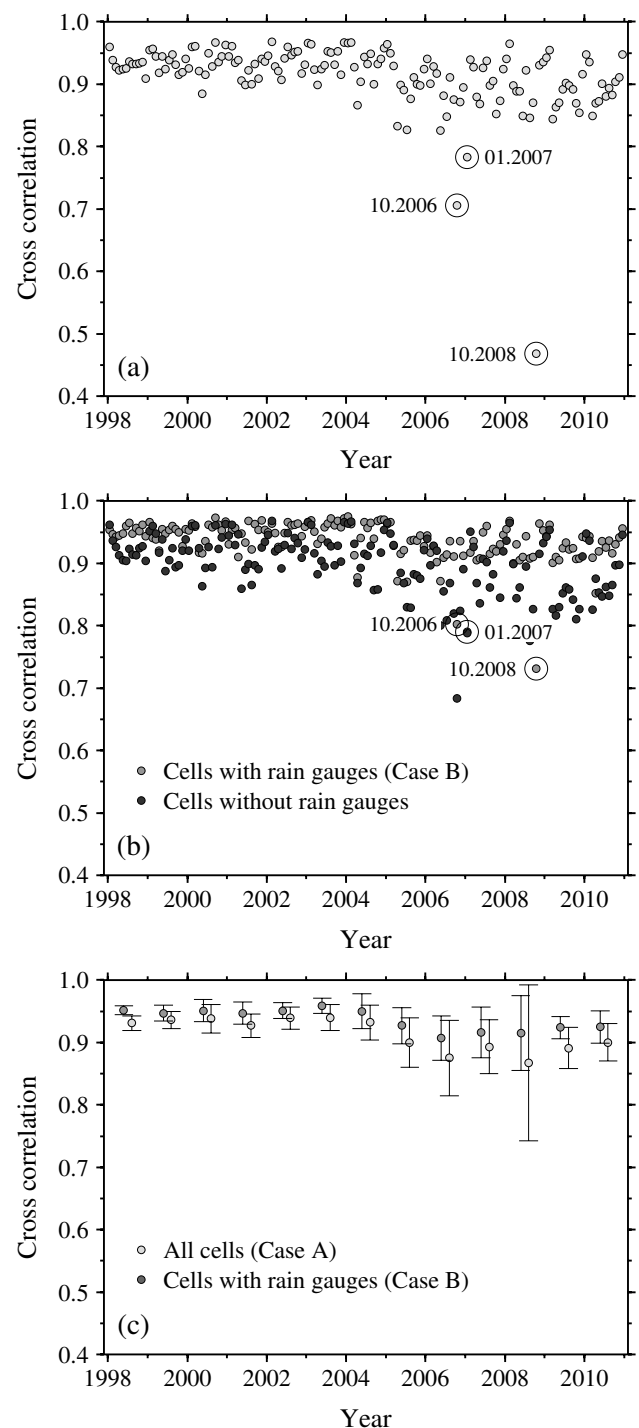 1.0
0.9
0.8
0.7
0.6
0.5
0.4
Cross correlation
01.2007
10.2006
10.2008
(a)
1998 2000 2002 2004 2006 2008 2010
Year
1.0
0.9
0.8
0.7
0.6
0.5
0.4
Cross correlation
10.2006
01.2007
10.2008
Cells with rain gauges (Case B)
Cells without rain gauges
(b)
1998 2000 2002 2004 2006 2008 2010
Year
1.0
0.9
0.8
0.7
0.6
0.5
0.4
Cross correlation
All cells (Case A)
Cells with rain gauges (Case B)
(c)
1998 2000 2002 2004 2006 2008 2010
Year